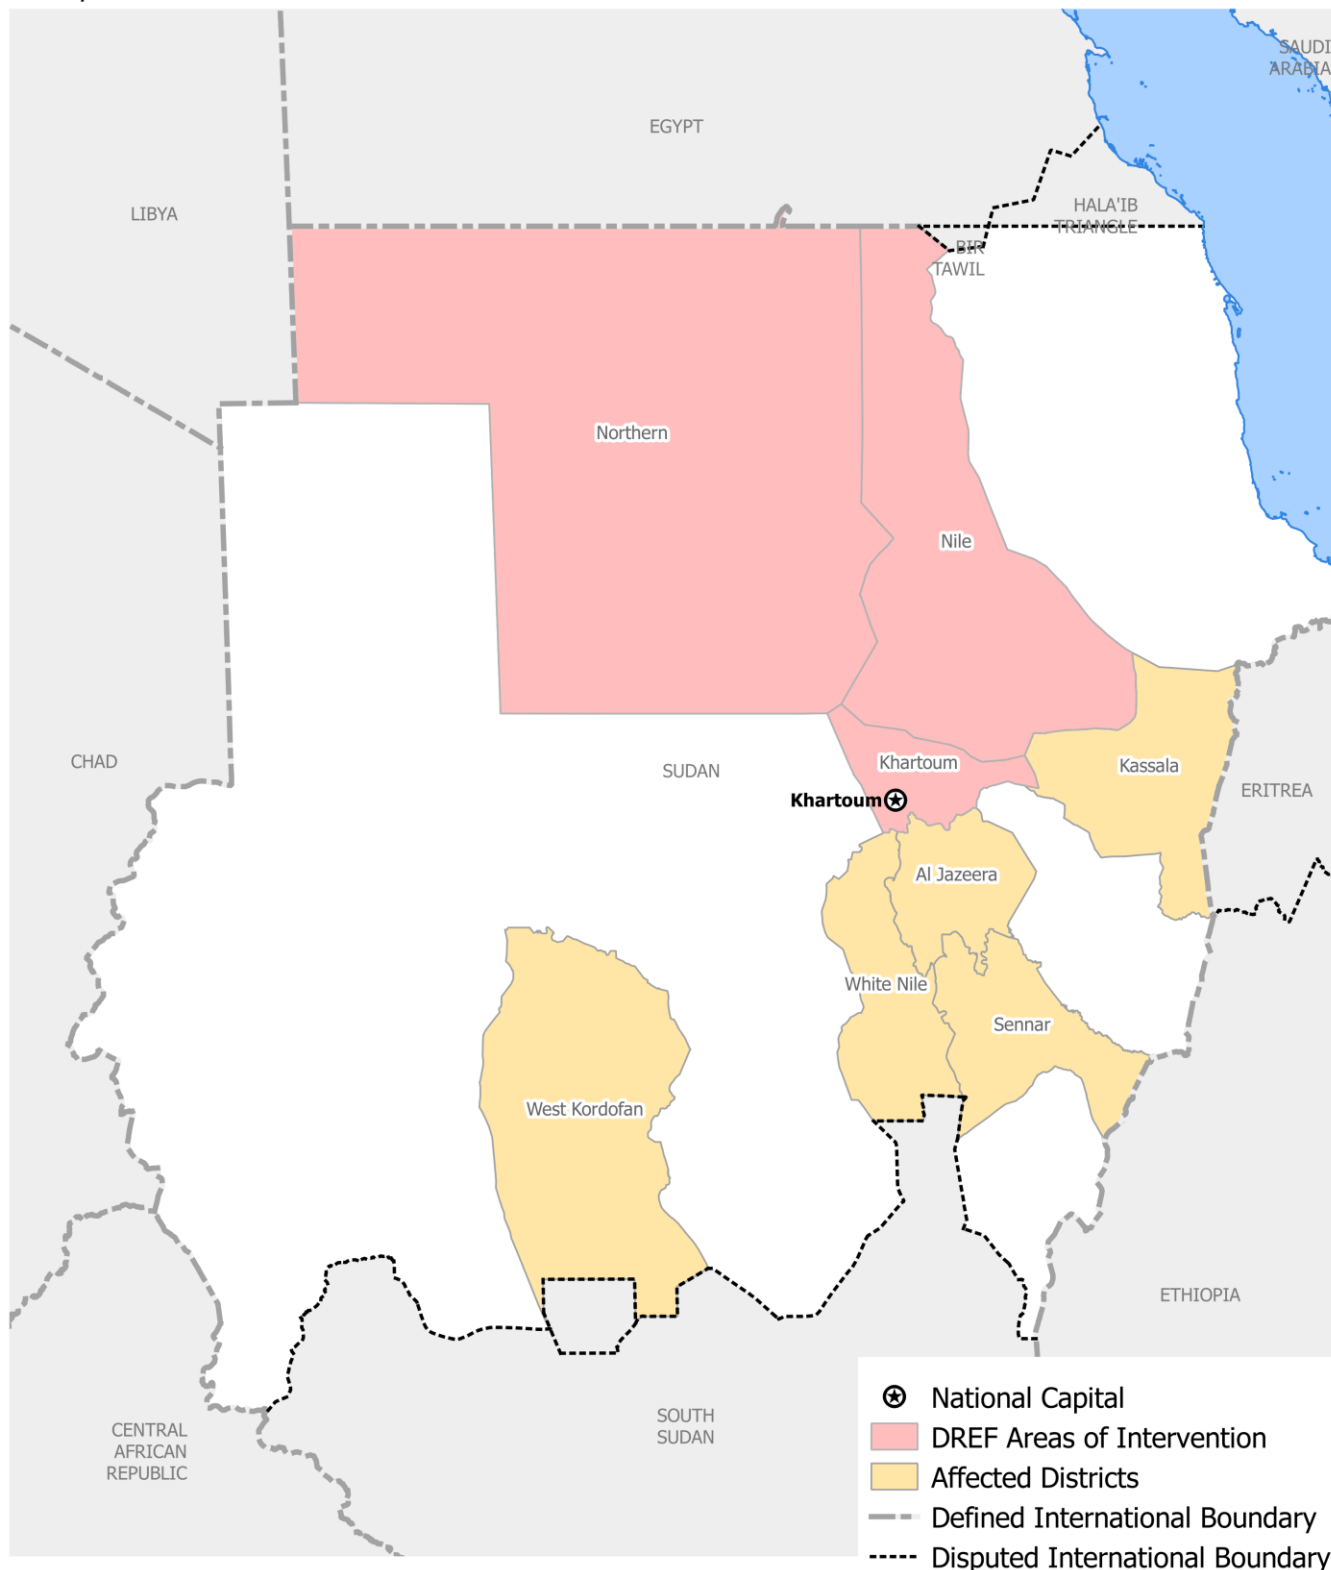 SAUDI
ARABIA
EGYPT
LIBYA
HALA'IB
TRIANGLE
BIR
TAWIL
Northern
Nile
CHAD
SUDAN
Khartoum
Kassala
ERITREA
Khartoum
Al Jazeera
White Nile
Sennar
West Kordofan
ETHIOPIA
CENTRAL
AFRICAN
REPUBLIC
SOUTH
SUDAN
National Capital
DREF Areas of Intervention
Affected Districts
Defined International Boundary
Disputed International Boundary